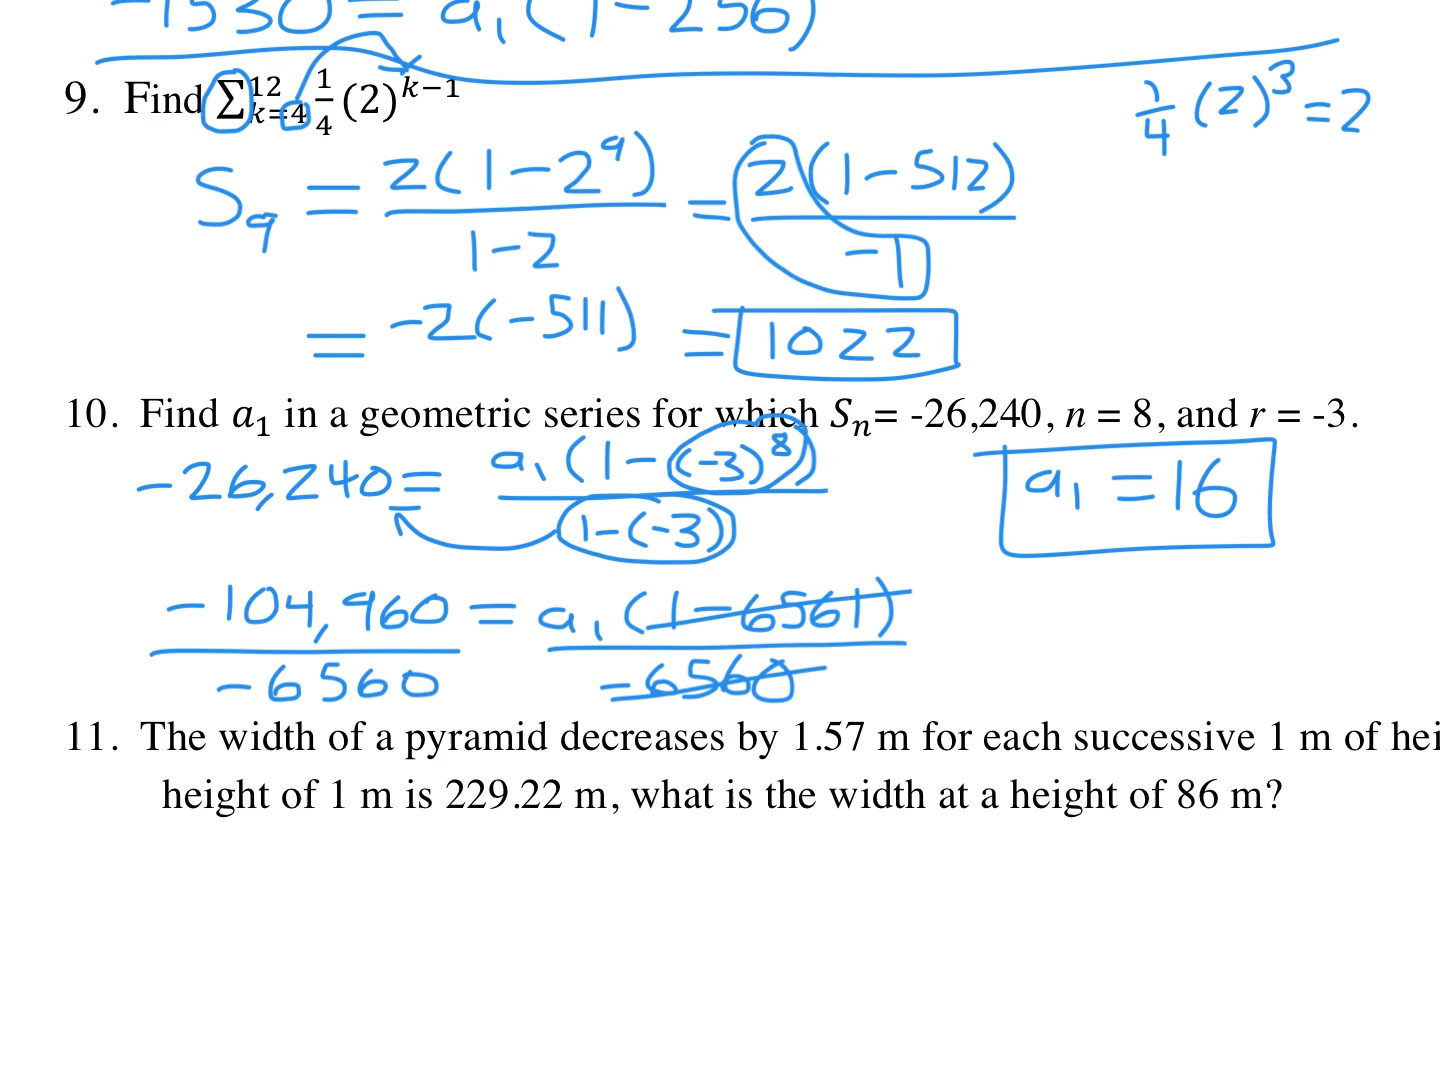 -1530 = a₁(1-256)
9. Find ∑¹²ₖ₌₄ 1/4 (2)ᵏ⁻¹
1/4 (2)³ = 2
S₉ = 2(1-2⁹)/(1-2) = 2(1-512)/-1
= -2(-511) = 1022
10. Find a₁ in a geometric series for which Sₙ= -26,240, n = 8, and r = -3.
-26,240 = a₁(1-(-3)⁸)/(1-(-3))
a₁ = 16
-104,960/-6560 = a₁(1-6561)/-6560
11. The width of a pyramid decreases by 1.57 m for each successive 1 m of hei
height of 1 m is 229.22 m, what is the width at a height of 86 m?